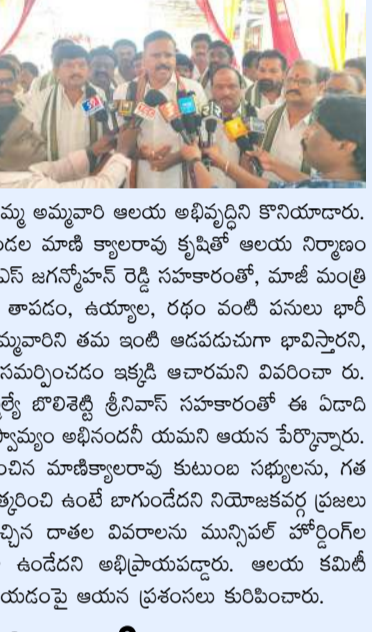 మ్మ అమ్మవారి ఆలయ అభివృద్ధిని కొనియాడారు.
డల మాణి క్యాలరావు కృషితో ఆలయ నిర్మాణం
ఎస్ జగన్మోహన్ రెడ్డి సహకారంతో, మాజీ మంత్రి
తాపడం, ఉయ్యాల, రథం వంటి పనులు భారీ
మ్మవారిని తమ ఇంటి ఆడపడుచుగా భావిస్తారని,
సమర్పించడం ఇక్కడి ఆచారమని వివరించా రు.
ల్యే బొలిశెట్టి శ్రీనివాస్ సహకారంతో ఈ ఏడాది
స్వామ్యం అభినందనీ యమని ఆయన పేర్కొన్నారు.
చిన మాణిక్యాలరావు కుటుంబ సభ్యులను, గత
త్కరించి ఉంటే బాగుండేదని నియోజకవర్గ ప్రజలు
చ్చిన దాతల వివరాలను మున్సిపల్ హోర్డింగ్‌ల
ఉండేదని అభిప్రాయపడ్డారు. ఆలయ కమిటీ
యడంపై ఆయన ప్రశంసలు కురిపించారు.